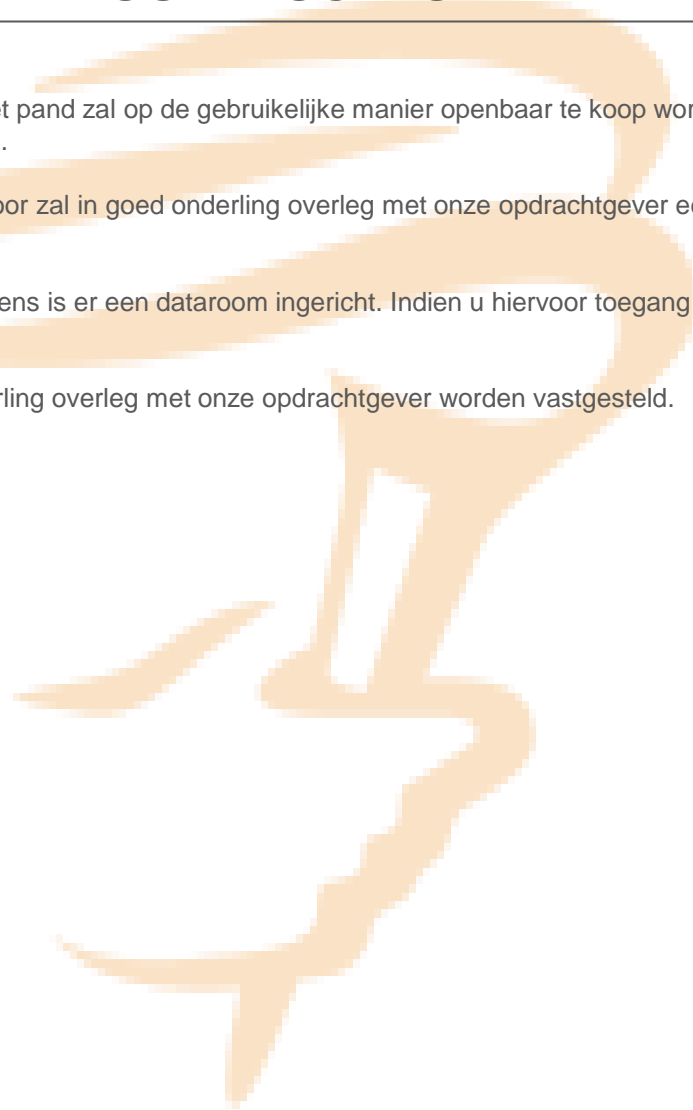 et pand zal op de gebruikelijke manier openbaar te koop wor
.
oor zal in goed onderling overleg met onze opdrachtgever e
ens is er een dataroom ingericht. Indien u hiervoor toegang
rling overleg met onze opdrachtgever worden vastgesteld.